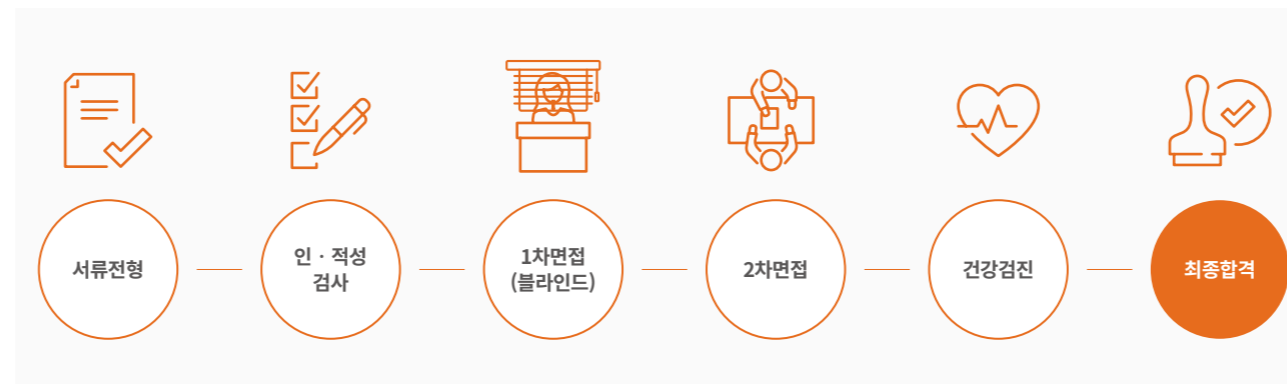 서류전형
인 · 적성
검사
1차면접
(블라인드)
2차면접
건강검진
최종합격